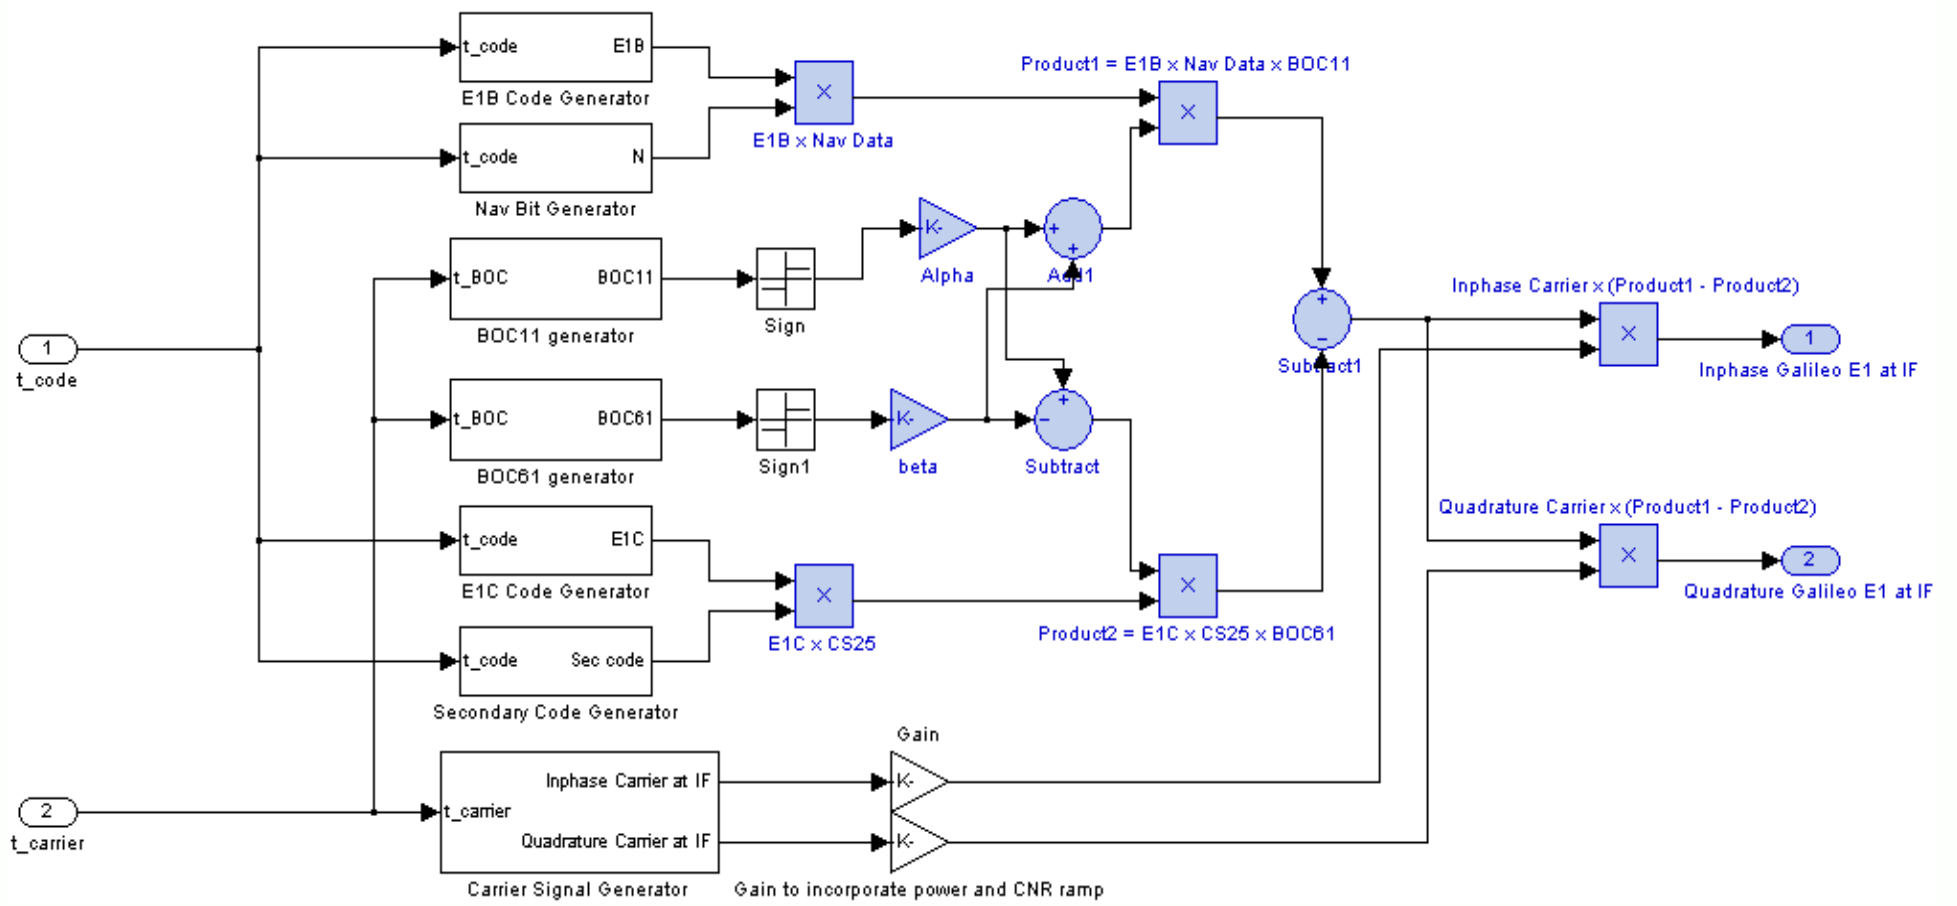 t_code
E1B
E1B Code Generator
t_code
N
Nav Bit Generator
×
E1B x Nav Data
Product1 = E1B x Nav Data x BOC11
×
t_BOC
BOC11
BOC11 generator
Sign
K-
Alpha
+
+
Add1
1
t_code
t_BOC
BOC61
BOC61 generator
Sign1
K-
beta
+
-
Subtract
+
-
Subtract1
Inphase Carrier x (Product1 - Product2)
×
1
Inphase Galileo E1 at IF
t_code
E1C
E1C Code Generator
t_code
Sec code
Secondary Code Generator
×
E1C x CS25
×
Product2 = E1C x CS25 x BOC61
Quadrature Carrier x (Product1 - Product2)
×
2
Quadrature Galileo E1 at IF
2
t_carrier
t_carrier
Inphase Carrier at IF
Quadrature Carrier at IF
Carrier Signal Generator
Gain
K-
K-
Gain to incorporate power and CNR ramp